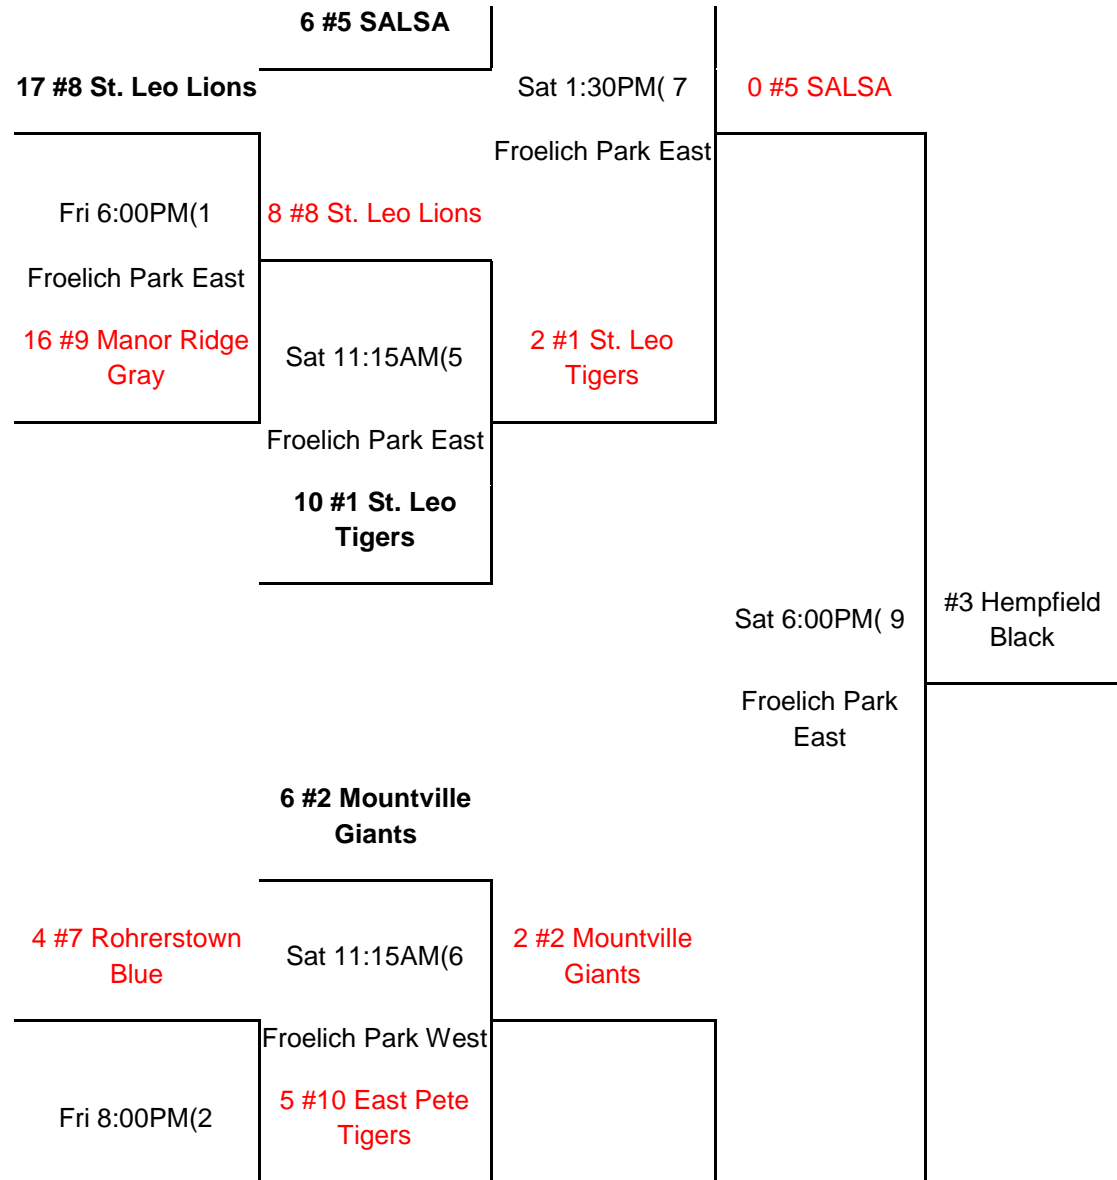 6 #5 SALSA
17 #8 St. Leo Lions
Sat 1:30PM( 7
0 #5 SALSA
Froelich Park East
Fri 6:00PM(1
8 #8 St. Leo Lions
Froelich Park East
16 #9 Manor Ridge
Gray
Sat 11:15AM(5
2 #1 St. Leo
Tigers
Froelich Park East
10 #1 St. Leo
Tigers
Sat 6:00PM( 9
#3 Hempfield
Black
Froelich Park
East
6 #2 Mountville
Giants
4 #7 Rohrerstown
Blue
Sat 11:15AM(6
2 #2 Mountville
Giants
Froelich Park West
Fri 8:00PM(2
5 #10 East Pete
Tigers